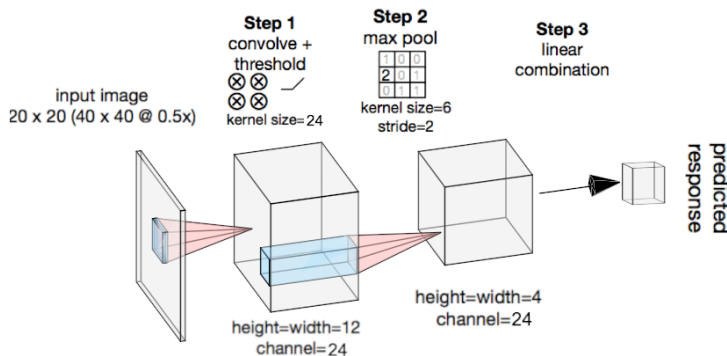 Step 1
convolve +
threshold
kernel size=24
Step 2
max pool
1 0 0
2 0 1
0 1 1
kernel size=6
stride=2
Step 3
linear
combination
input image
20 x 20 (40 x 40 @ 0.5x)
predicted
response
height=width=12
channel=24
height=width=4
channel=24